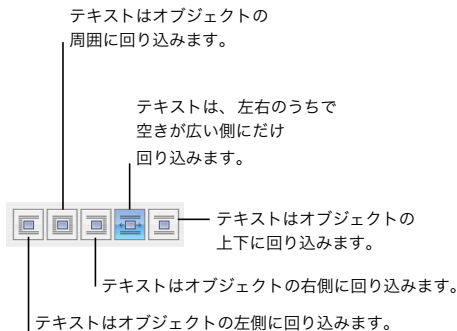 テキストはオブジェクトの
周囲に回り込みます。
テキストは、左右のうちで
空きが広い側にだけ
回り込みます。
テキストはオブジェクトの
上下に回り込みます。
テキストはオブジェクトの右側に回り込みます。
テキストはオブジェクトの左側に回り込みます。